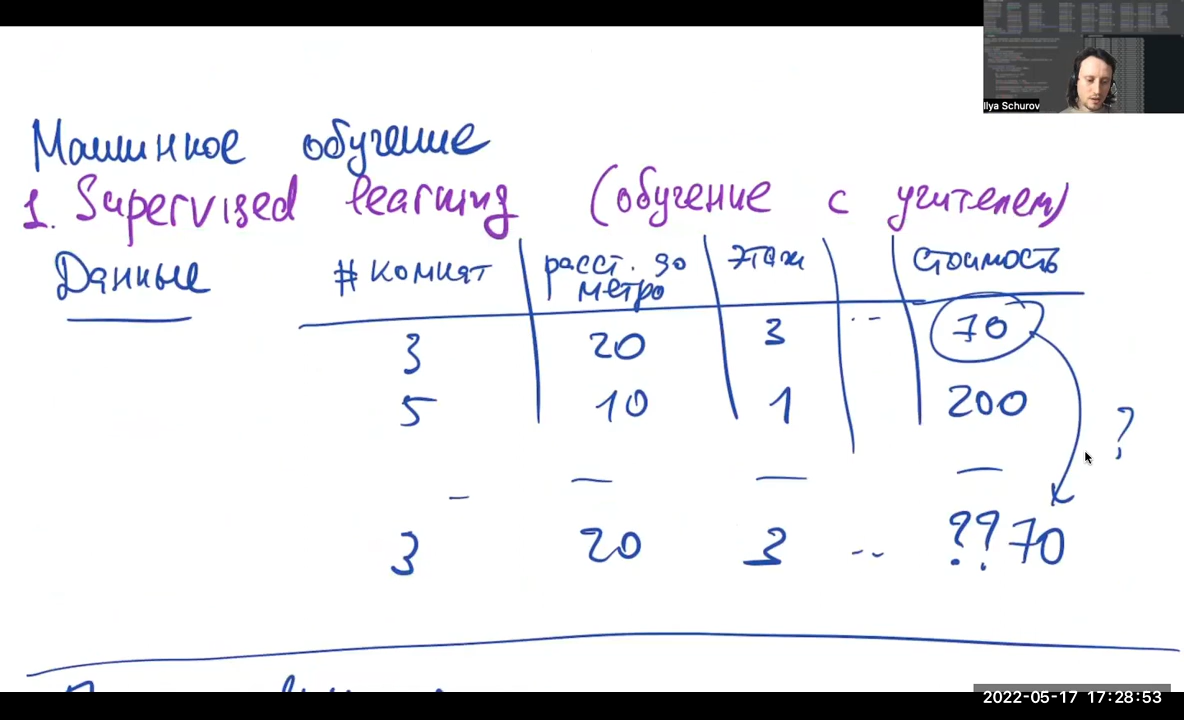 Ilya Schurov
Машинное обучение
1. Supervised learning (обучение с учителем)
Данные # комнат расст. до метро этаж стоимость
3 20 3 -- 70
5 10 1 200
?
- — — —
3 20 3 -- ?? 70
2022-05-17 17:28:53